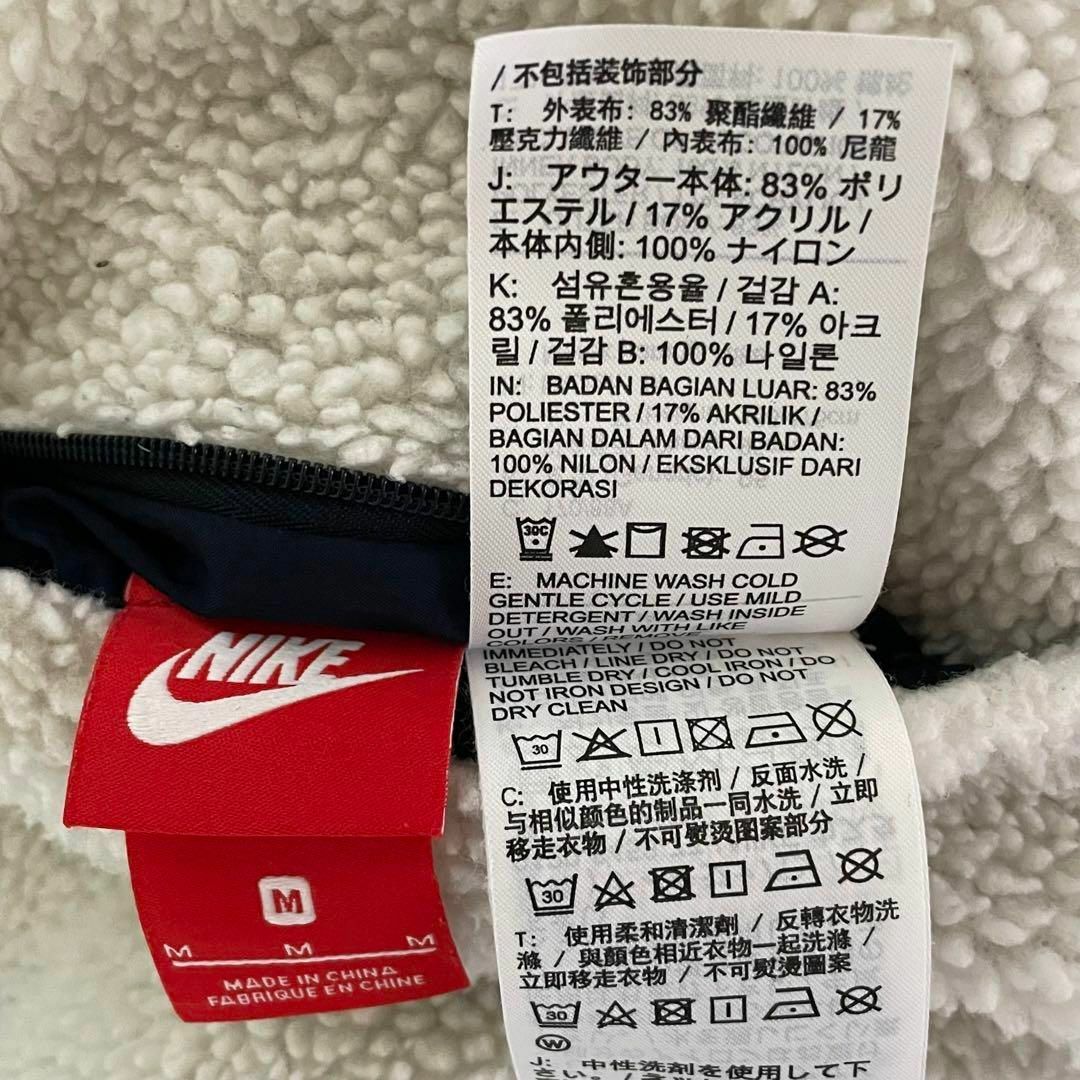 / 不包括装饰部分
T: 外表布: 83% 聚酯纖維 / 17%
壓克力纖維 / 內表布: 100% 尼龍
J: アウター本体: 83% ポリ
エステル / 17% アクリル /
本体内側: 100% ナイロン
K: 섬유혼용율 / 겉감 A:
83% 폴리에스터 / 17% 아크
릴 / 겉감 B: 100% 나일론
IN: BADAN BAGIAN LUAR: 83%
POLIESTER / 17% AKRILIK /
BAGIAN DALAM DARI BADAN:
100% NILON / EKSKLUSIF DARI
DEKORASI
30C
E: MACHINE WASH COLD
GENTLE CYCLE / USE MILD
DETERGENT / WASH INSIDE
OUT / WASH WITH LIKE
COLORS / REMOVE
IMMEDIATELY / DO NOT
BLEACH / LINE DRY / DO NOT
TUMBLE DRY / COOL IRON / DO
NOT IRON DESIGN / DO NOT
DRY CLEAN
30
C: 使用中性洗涤剂 / 反面水洗 /
与相似颜色的制品一同水洗 / 立即
移走衣物 / 不可熨烫图案部分
30
T: 使用柔和清潔劑 / 反轉衣物洗
滌 / 與顏色相近衣物一起洗滌 /
立即移走衣物 / 不可熨燙圖案
30
W
J: 中性洗剤を使用して下
さい。/
NIKE
M
M M M
MADE IN CHINA
FABRIQUE EN CHINE